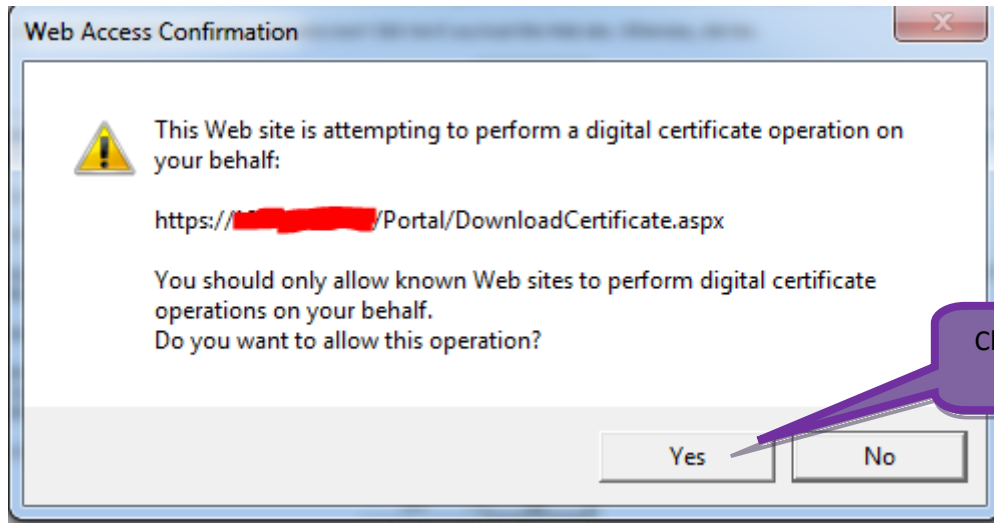 Web Access Confirmation
This Web site is attempting to perform a digital certificate operation on
your behalf:
https:// /Portal/DownloadCertificate.aspx
You should only allow known Web sites to perform digital certificate
operations on your behalf.
Do you want to allow this operation?
Yes
No